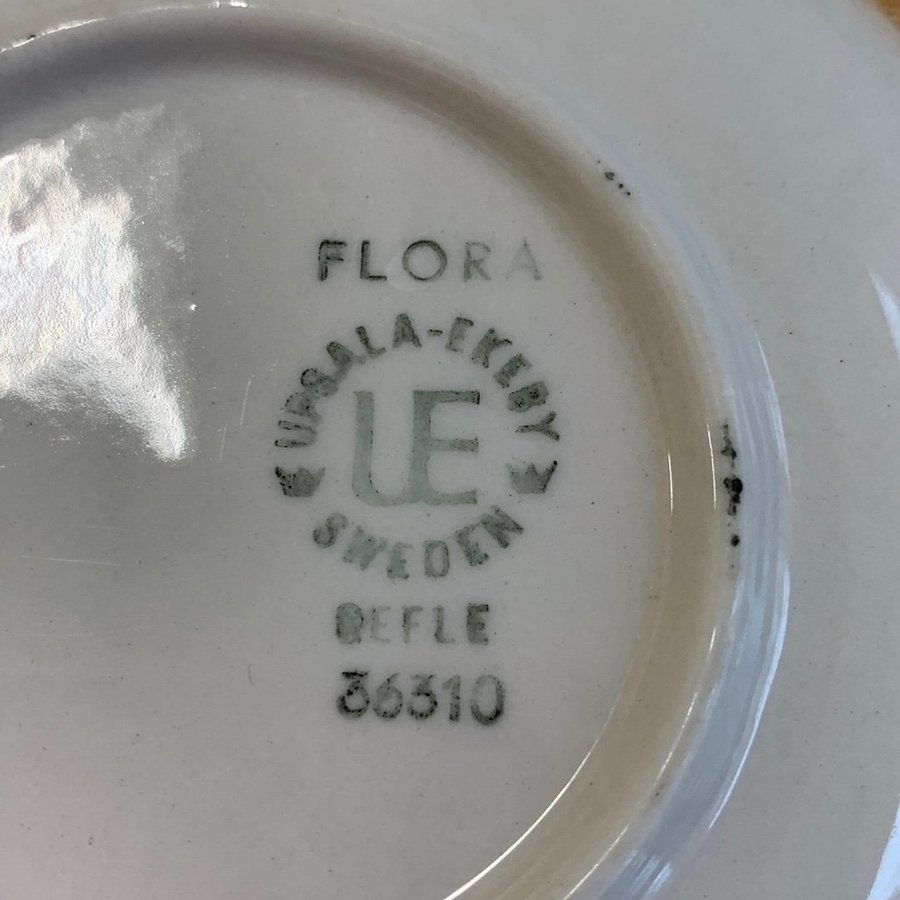 FLORA
UPSALA-EKEBY
UE
SWEDEN
GEFLE
36310